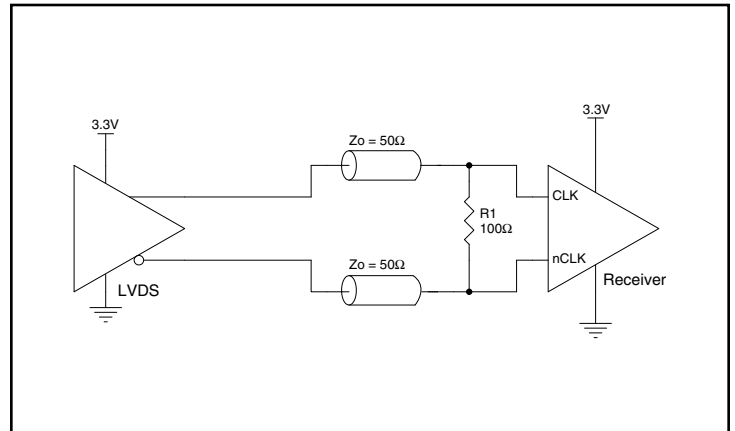 3.3V
3.3V
Zo = 50Ω
CLK
R1
100Ω
nCLK
Zo = 50Ω
LVDS
Receiver